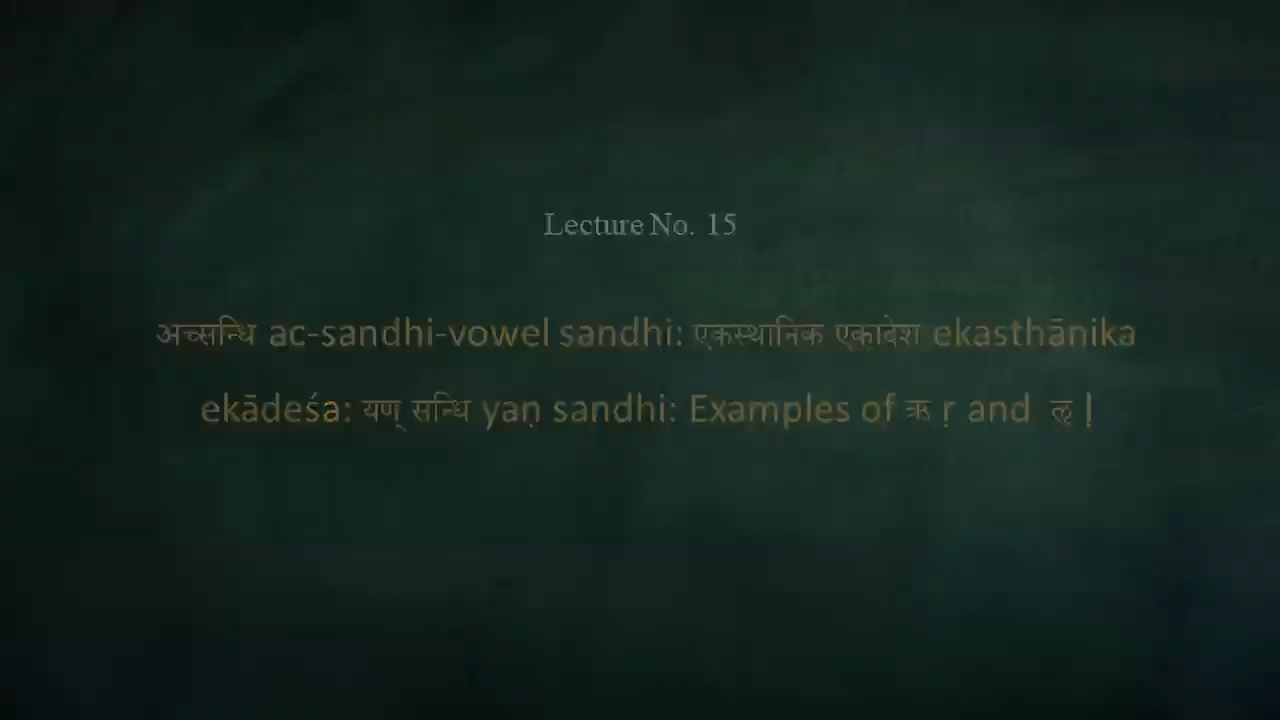 Lecture No. 15
अच्सन्धि ac-sandhi-vowel sandhi: एकस्थानिक एकादेश ekasthānika
ekādeśa: यण् सन्धि yaṇ sandhi: Examples of ऋ ṛ and ऌ ḷ